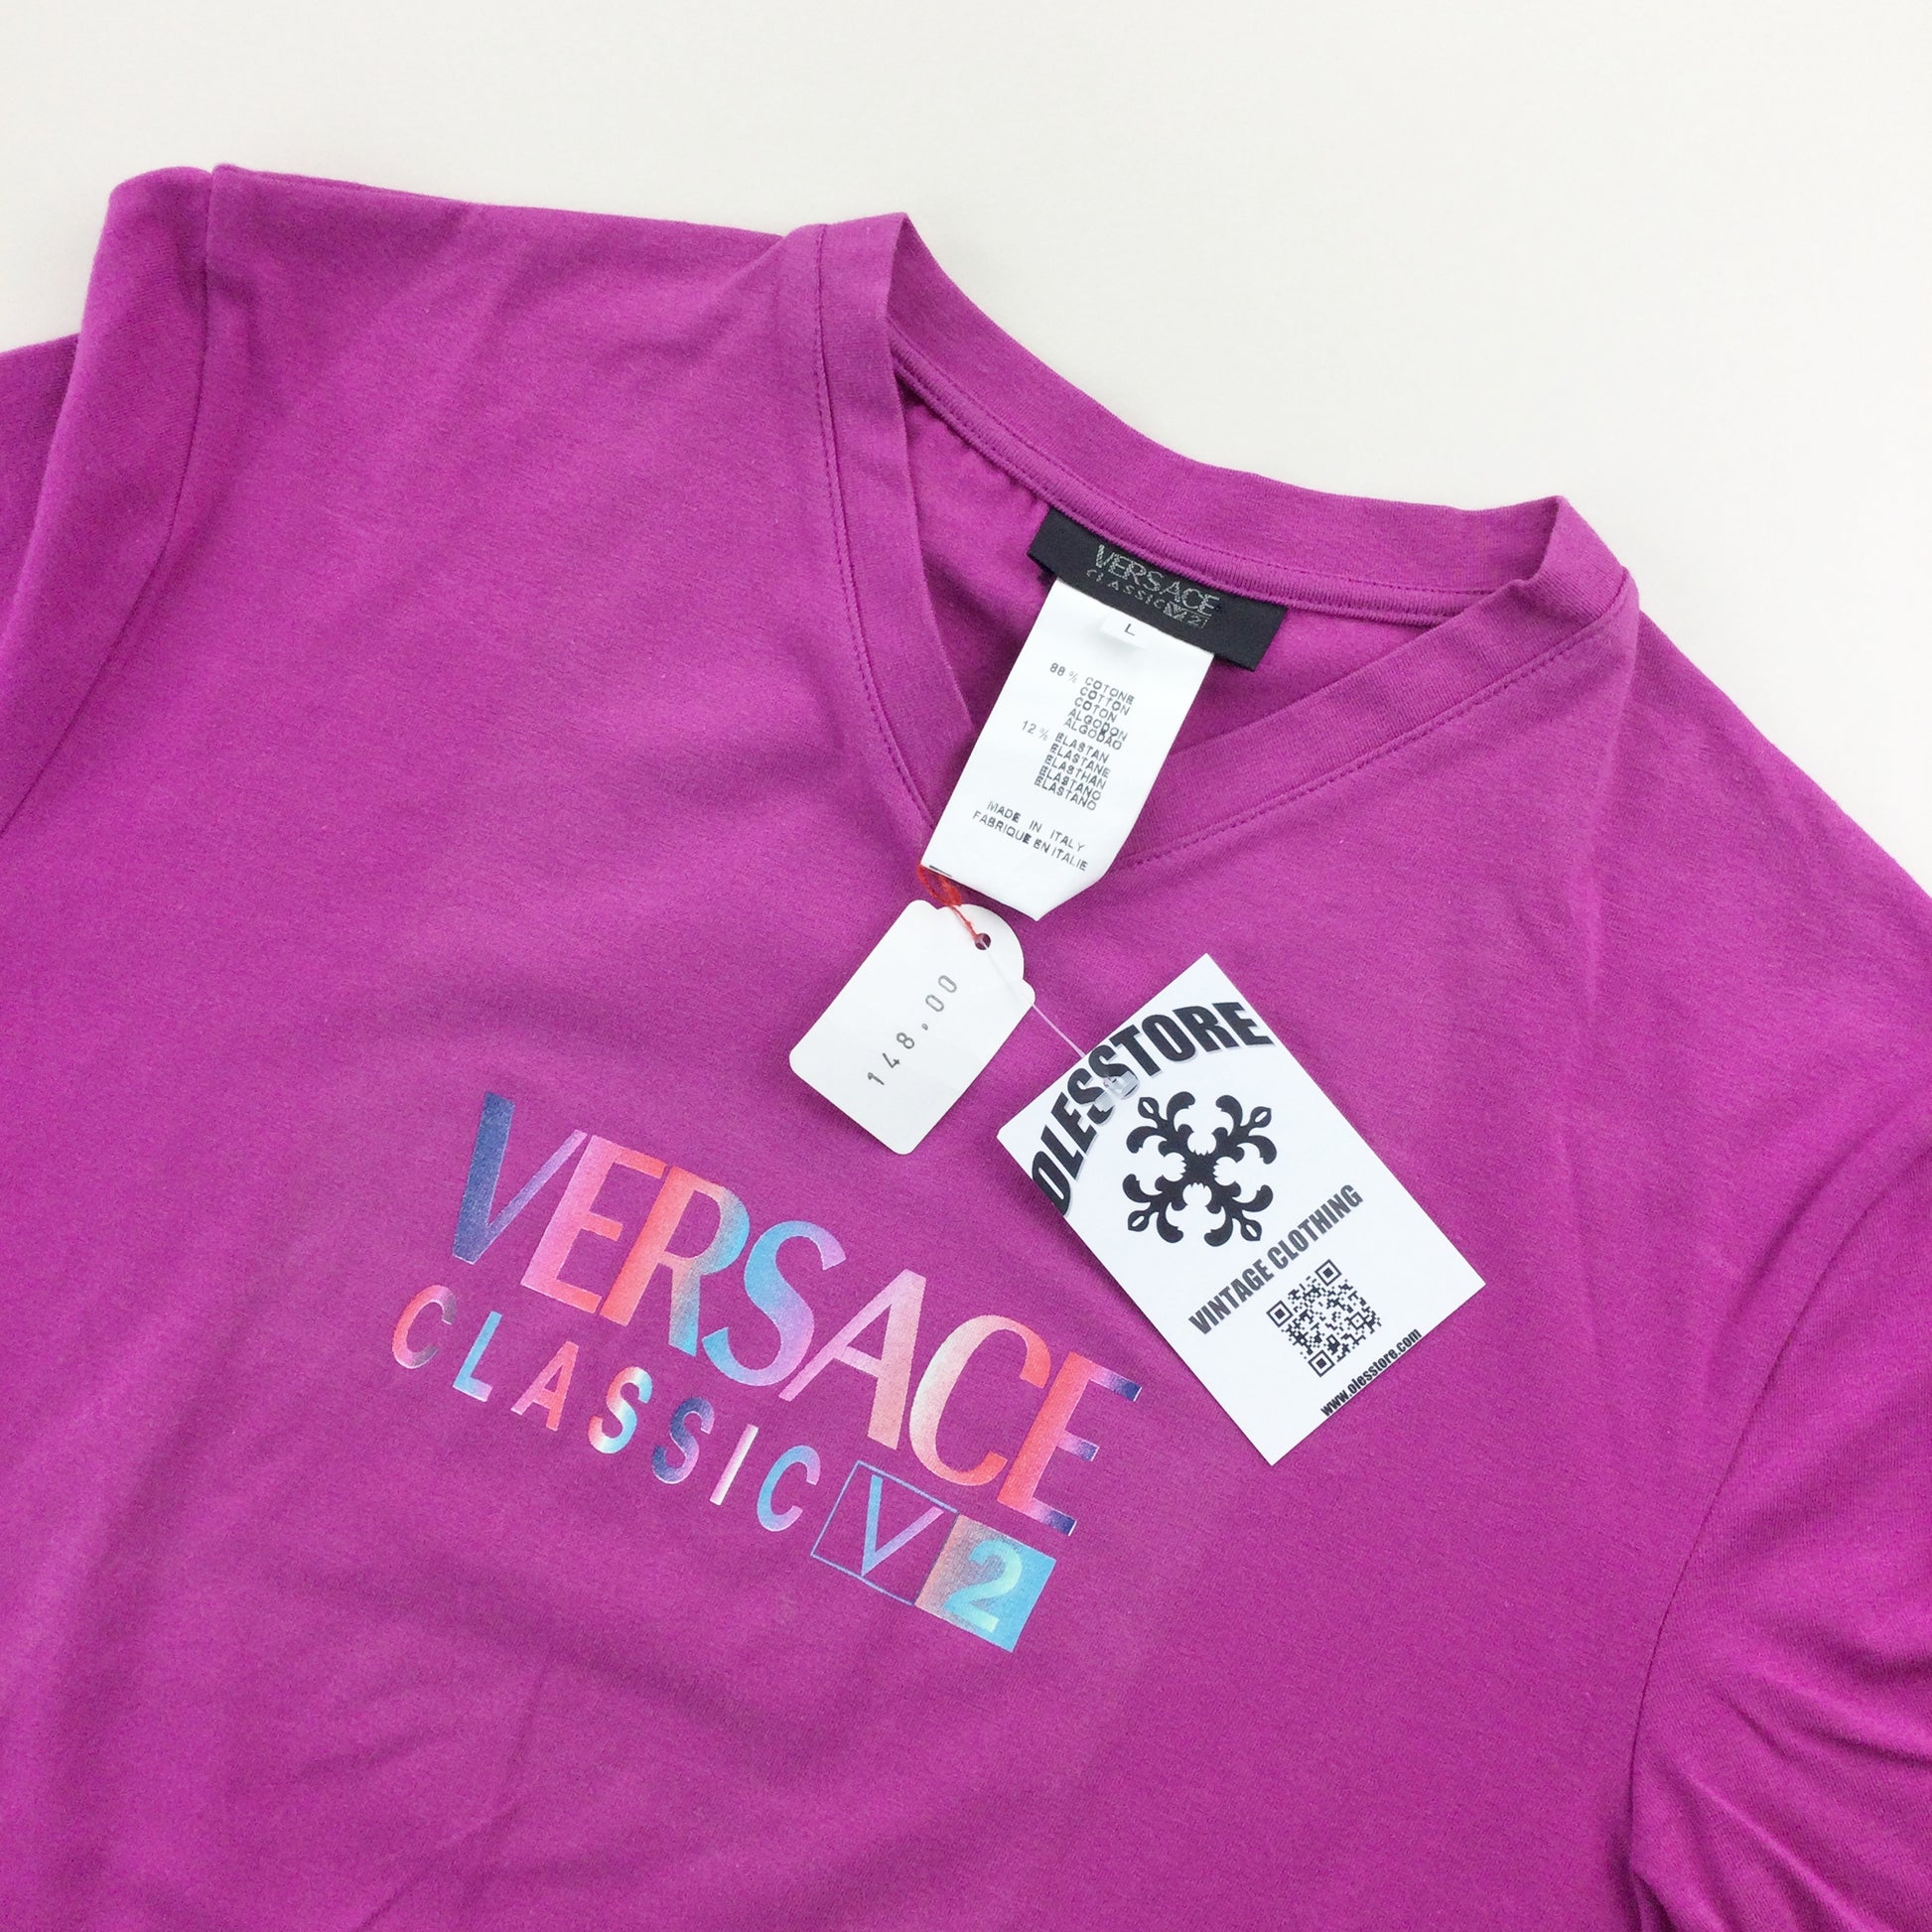 VERSACE
CLASSIC V2
L
88% COTONE
COTTON
COTON
ALGODON
ALGODAO
12% ELASTAN
ELASTANE
ELASTHAN
ELASTANO
ELASTANO
MADE IN ITALY
FABRIQUE EN ITALIE
148.00
OLESSTORE
VINTAGE CLOTHING
www.olesstore.com
VERSACE
CLASSIC V2